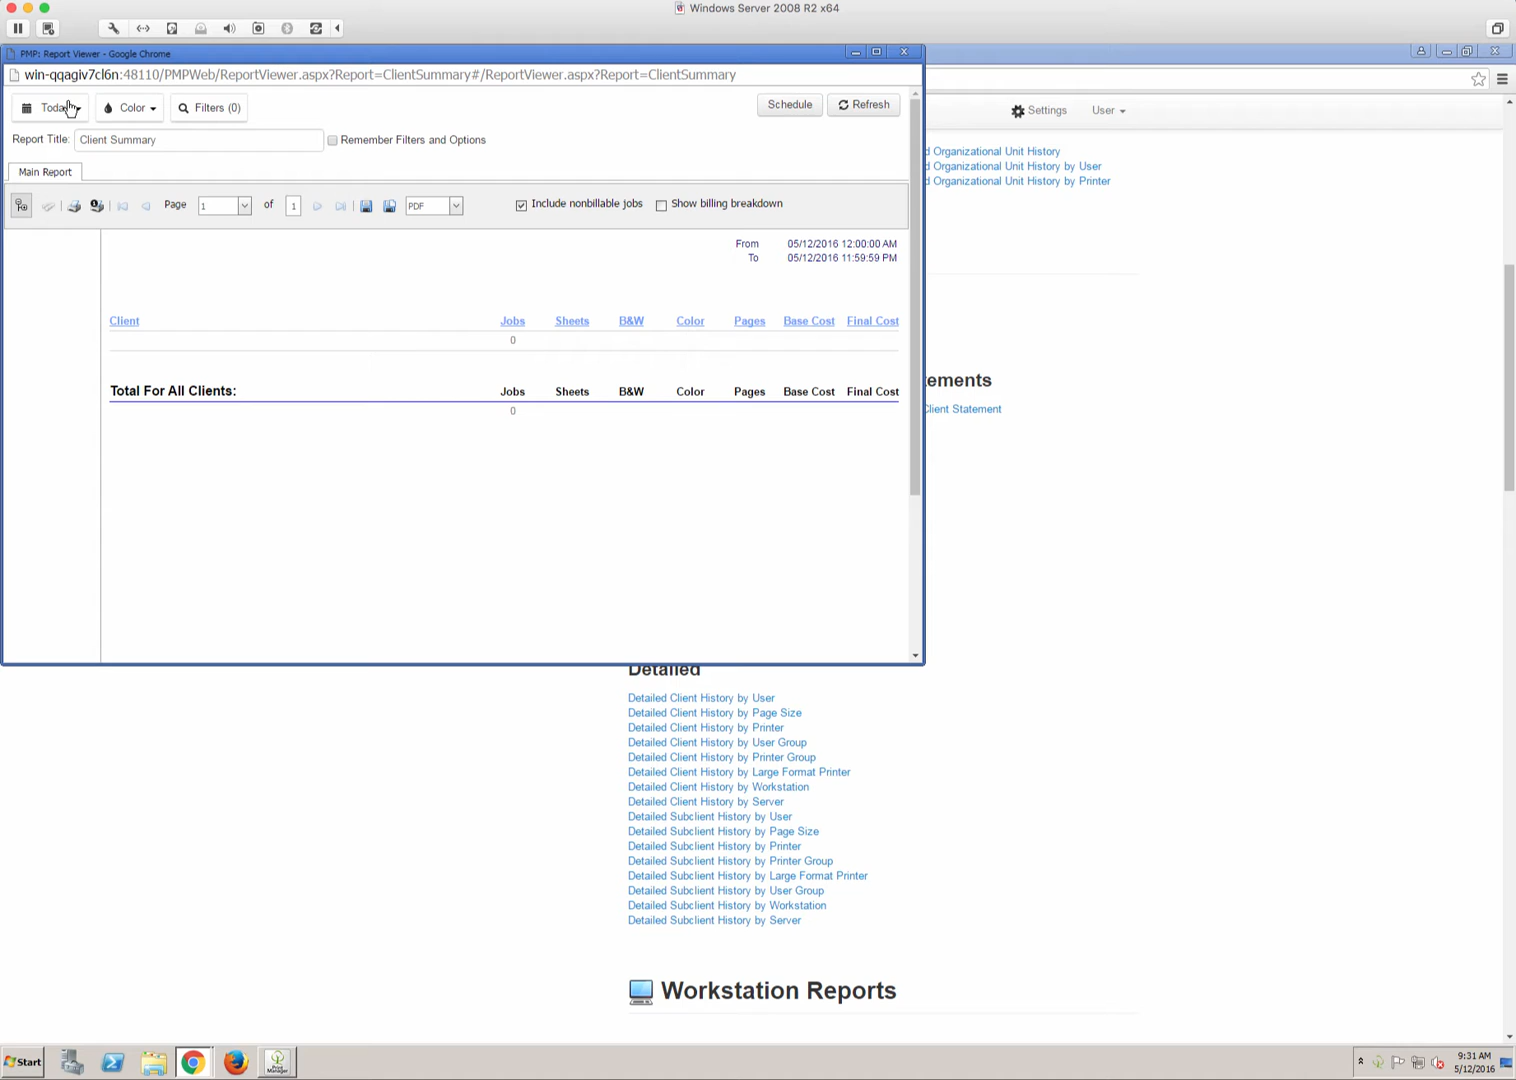 Windows Server 2008 R2 x64
PMP: Report Viewer - Google Chrome
win-qqagiv7cl6n:48110/PMPWeb/ReportViewer.aspx?Report=ClientSummary#/ReportViewer.aspx?Report=ClientSummary
Color
Filters (0)
Schedule
Refresh
Settings
User
Report Title:
Client Summary
Remember Filters and Options
Main Report
Page
1
of
1
PDF
Include nonbillable jobs
Show billing breakdown
d Organizational Unit History
d Organizational Unit History by User
d Organizational Unit History by Printer
From 05/12/2016 12:00:00 AM
To 05/12/2016 11:59:59 PM
Client Jobs Sheets B&W Color Pages Base Cost Final Cost
0
Total For All Clients: Jobs Sheets B&W Color Pages Base Cost Final Cost
0
ements
Client Statement
Detailed
Detailed Client History by User
Detailed Client History by Page Size
Detailed Client History by Printer
Detailed Client History by User Group
Detailed Client History by Printer Group
Detailed Client History by Large Format Printer
Detailed Client History by Workstation
Detailed Client History by Server
Detailed Subclient History by User
Detailed Subclient History by Page Size
Detailed Subclient History by Printer
Detailed Subclient History by Printer Group
Detailed Subclient History by Large Format Printer
Detailed Subclient History by User Group
Detailed Subclient History by Workstation
Detailed Subclient History by Server
Workstation Reports
Start
9:31 AM
5/12/2016